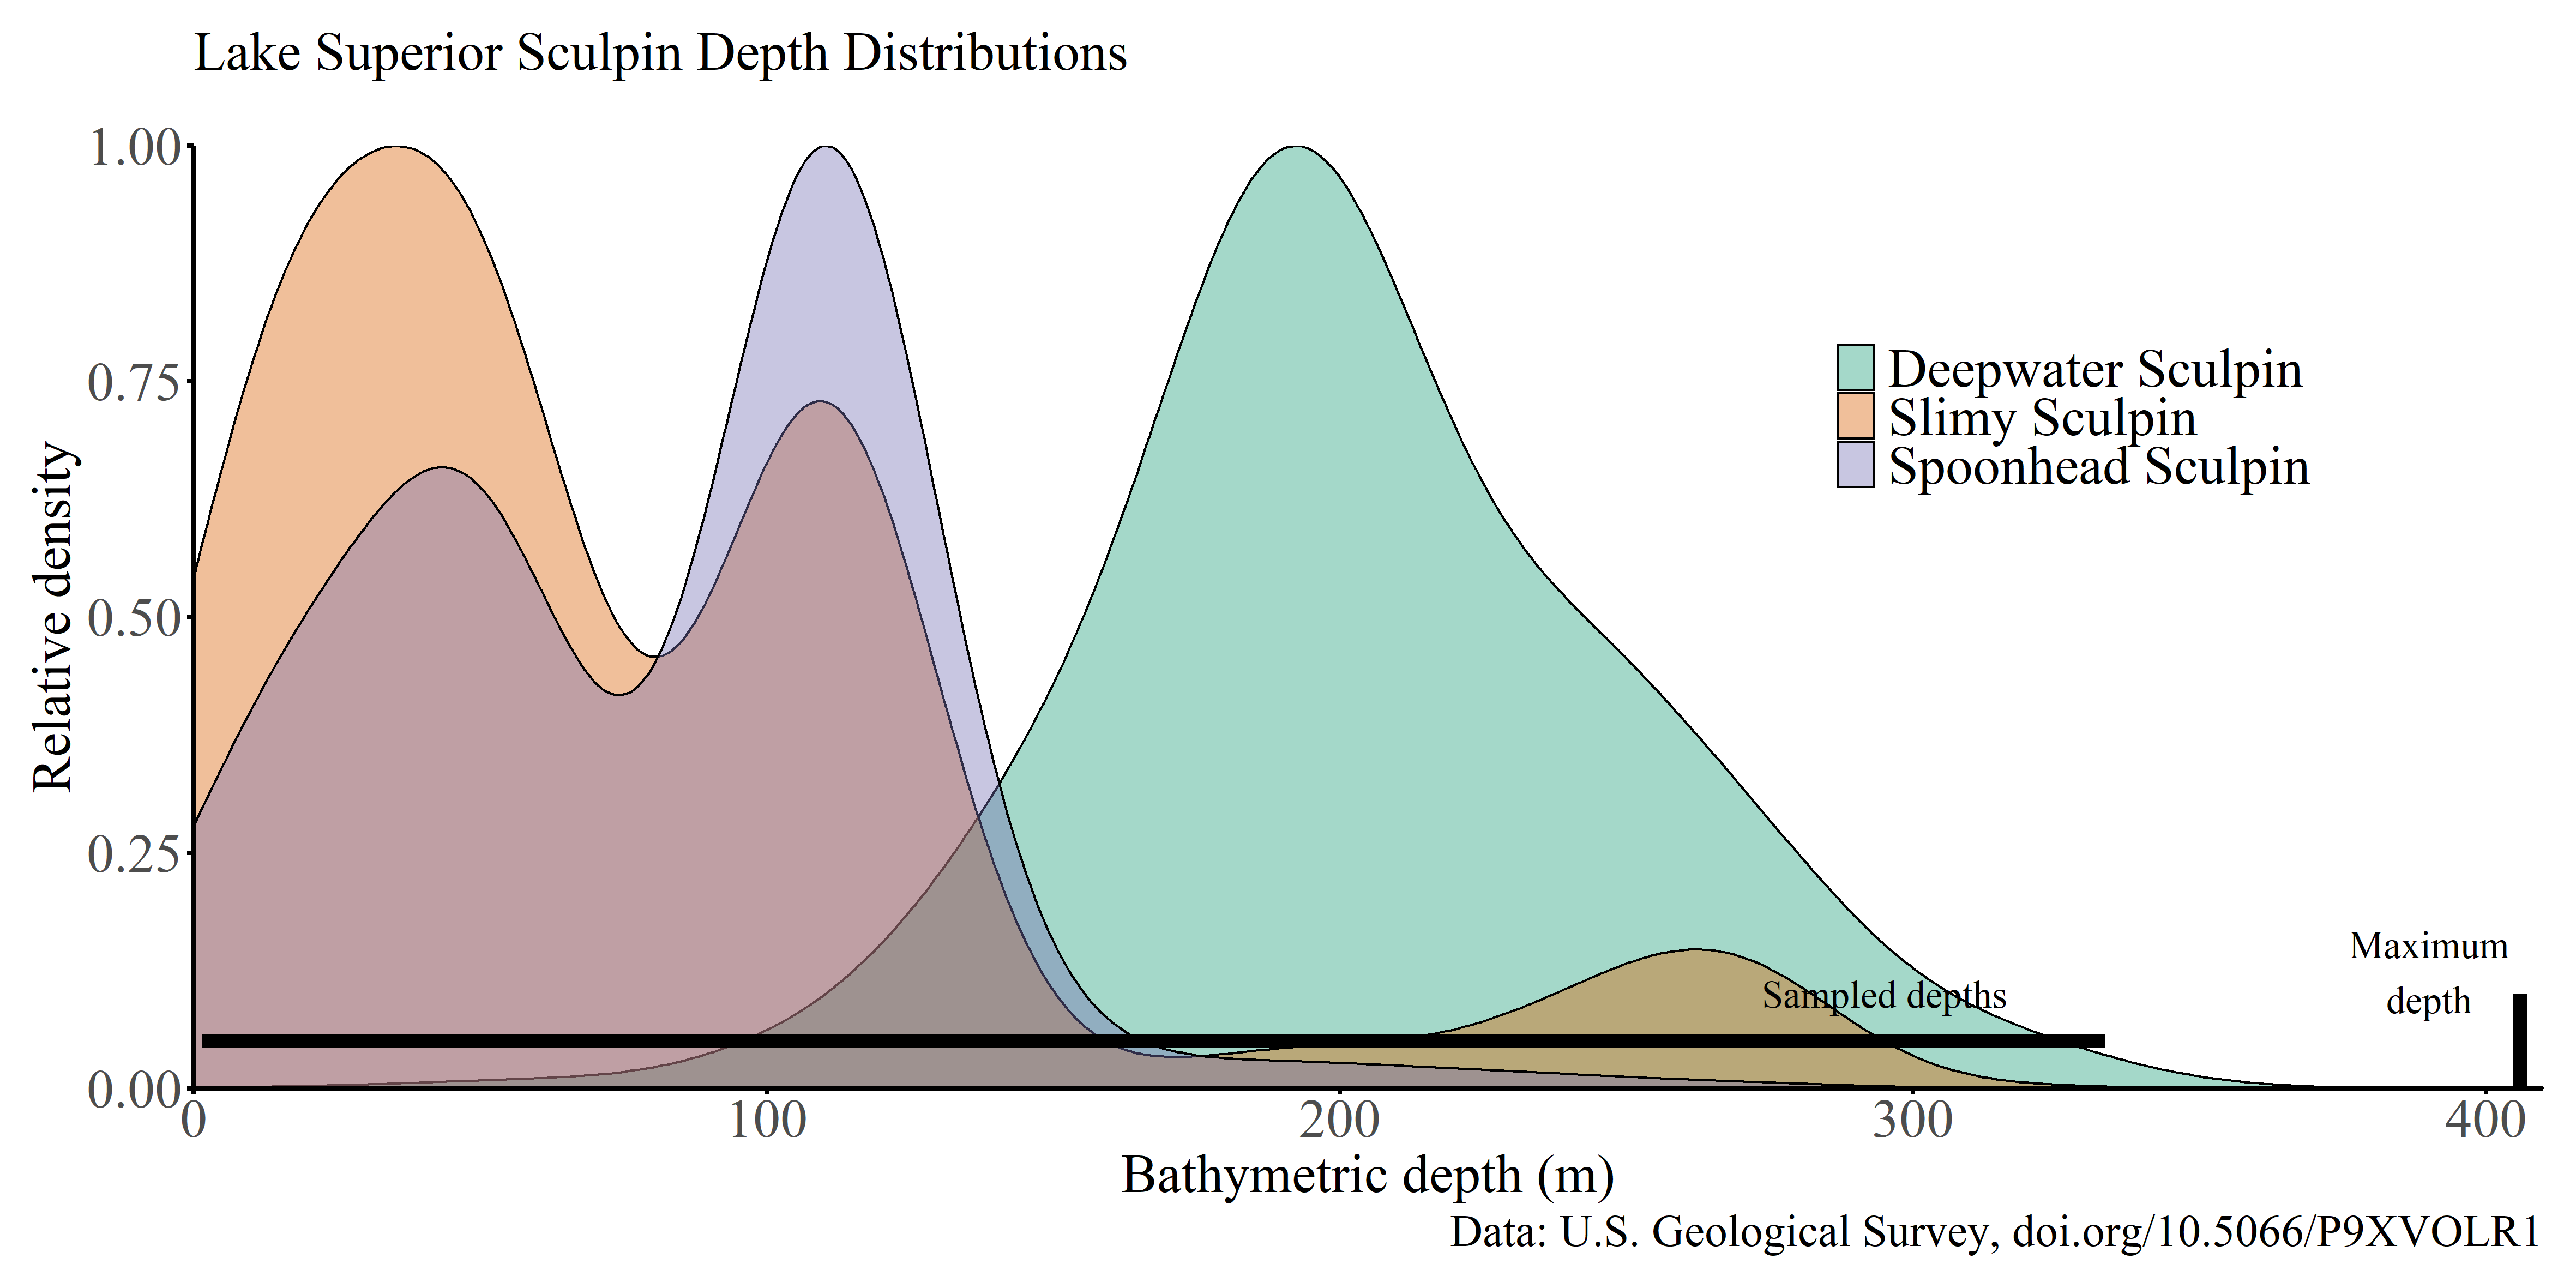 Lake Superior Sculpin Depth Distributions
1.00
0.75
0.50
0.25
0.00
Relative density
Deepwater Sculpin
Slimy Sculpin
Spoonhead Sculpin
Maximum
depth
Sampled depths
0 100 200 300 400
Bathymetric depth (m)
Data: U.S. Geological Survey, doi.org/10.5066/P9XVOLR1